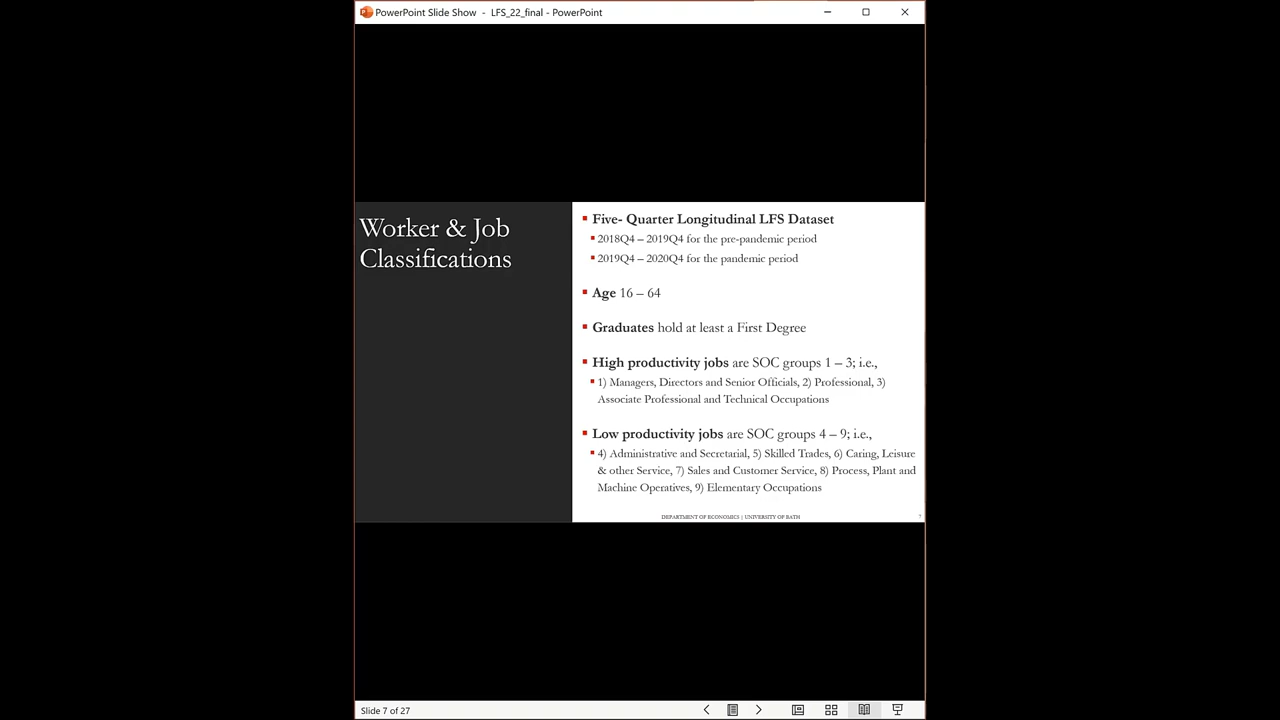 PowerPoint Slide Show - LFS_22_final - PowerPoint
Worker & Job
Classifications
Five- Quarter Longitudinal LFS Dataset
2018Q4 – 2019Q4 for the pre-pandemic period
2019Q4 – 2020Q4 for the pandemic period
Age 16 – 64
Graduates hold at least a First Degree
High productivity jobs are SOC groups 1 – 3; i.e.,
1) Managers, Directors and Senior Officials, 2) Professional, 3)
Associate Professional and Technical Occupations
Low productivity jobs are SOC groups 4 – 9; i.e.,
4) Administrative and Secretarial, 5) Skilled Trades, 6) Caring, Leisure
& other Service, 7) Sales and Customer Service, 8) Process, Plant and
Machine Operatives, 9) Elementary Occupations
DEPARTMENT OF ECONOMICS | UNIVERSITY OF BATH
7
Slide 7 of 27